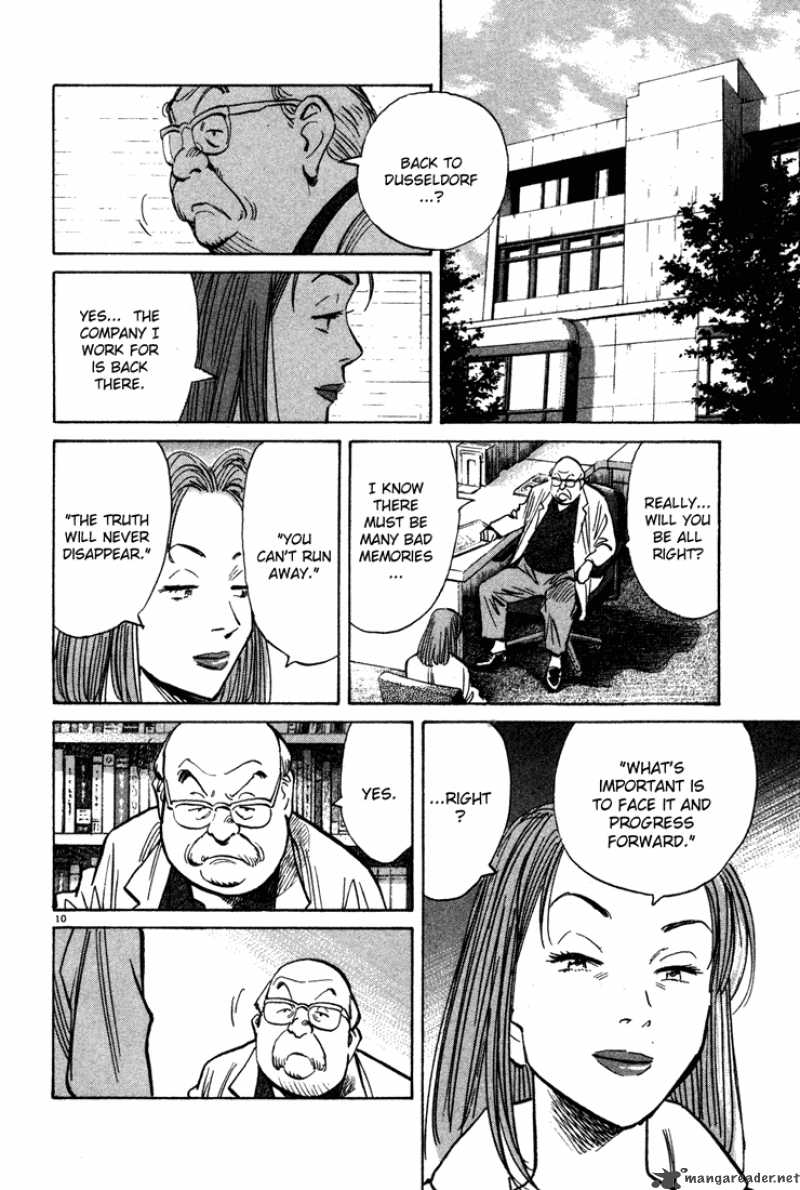 BACK TO
DUSSELDORF
...?
YES... THE
COMPANY I
WORK FOR
IS BACK
THERE.
REALLY...
WILL YOU
BE ALL
RIGHT?
I KNOW
THERE
MUST BE
MANY BAD
MEMORIES
...
"YOU
CAN'T RUN
AWAY."
"THE TRUTH
WILL NEVER
DISAPPEAR."
"WHAT'S
IMPORTANT IS
TO FACE IT AND
PROGRESS
FORWARD."
...RIGHT
?
YES.
10
mangareader.net